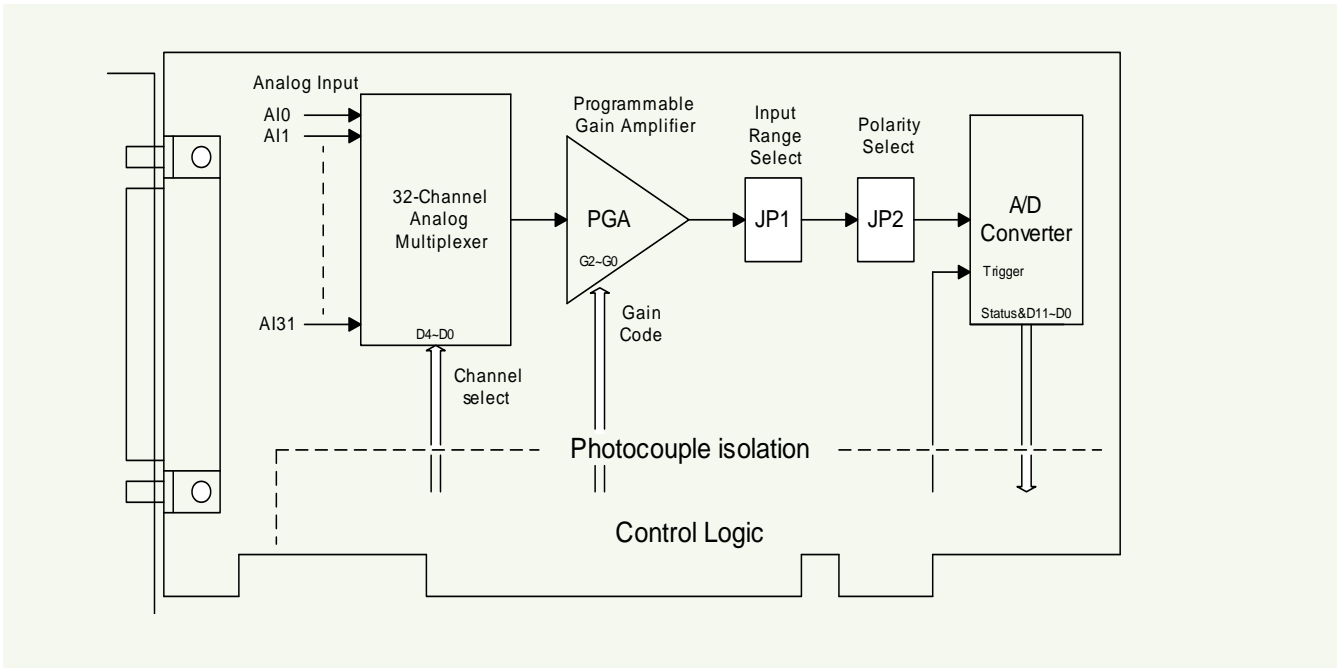 Analog Input
AI0
AI1
AI31
32-Channel
Analog
Multiplexer
D4~D0
Channel
select
Programmable
Gain Amplifier
PGA
G2~G0
Gain
Code
Input
Range
Select
JP1
Polarity
Select
JP2
A/D
Converter
Trigger
Status&D11~D0
Photocouple isolation
Control Logic